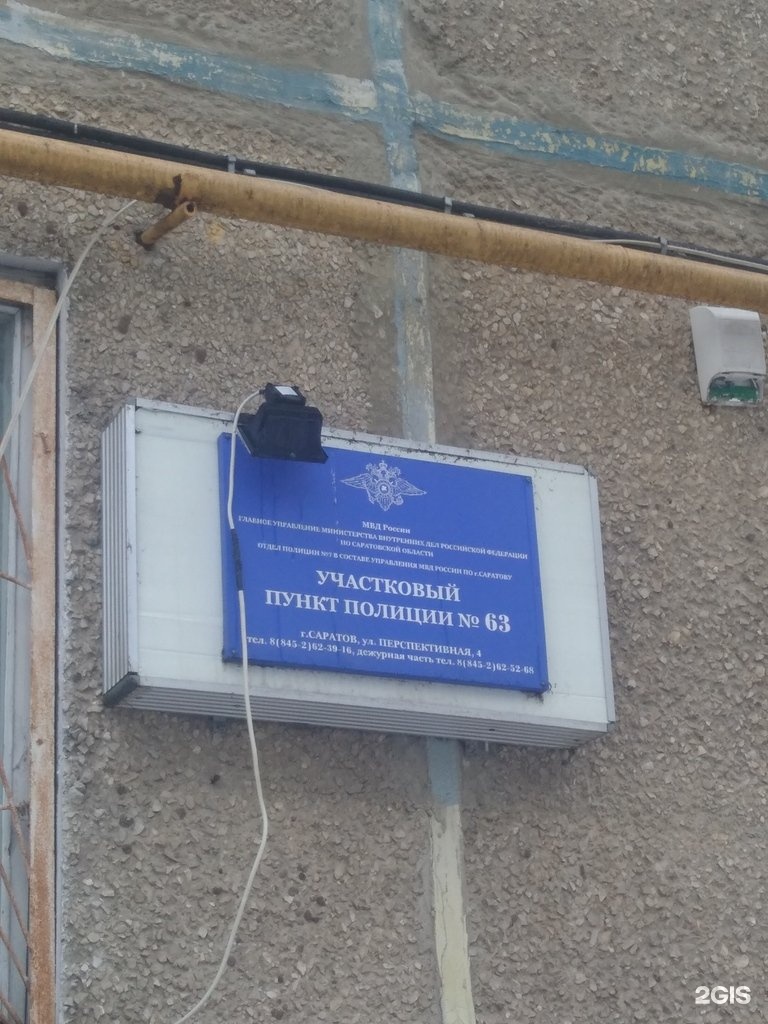 МВД России
ГЛАВНОЕ УПРАВЛЕНИЕ МИНИСТЕРСТВА ВНУТРЕННИХ ДЕЛ РОССИЙСКОЙ ФЕДЕРАЦИИ
ПО САРАТОВСКОЙ ОБЛАСТИ
ОТДЕЛ ПОЛИЦИИ №7 В СОСТАВЕ УПРАВЛЕНИЯ МВД РОССИИ ПО г.САРАТОВУ
УЧАСТКОВЫЙ
ПУНКТ ПОЛИЦИИ № 63
г.САРАТОВ, ул. ПЕРСПЕКТИВНАЯ, 4
тел. 8(845-2)62-39-16, дежурная часть тел. 8(845-2)62-52-68
2GIS